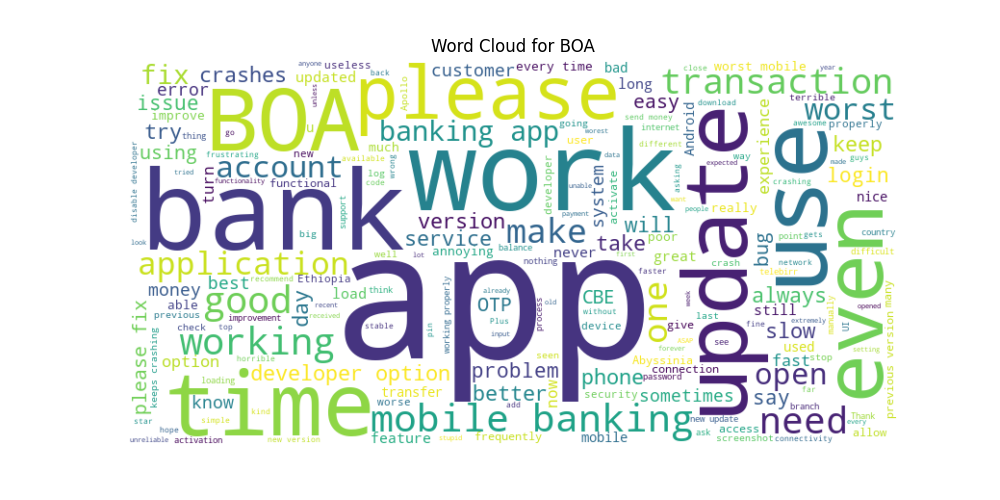 Word Cloud for BOA
anyone useless every time bad close worst mobile year
fix crashes updated back customer long transaction
error please Apollo send money download terrible
issue improve BOA unless internet easy Android worst
try thing go u banking app going user different awesome properly
using frustrating new much available log code wrong work worest data experience way keep guys made
disable developer tried account turn functionality functional support developer unable activate system asking update expected crashing use login
bank version make will really people want nice
look big service annoying payment take poor bug point gets country
application well balance lot never first great crash network difficult
Ethiopia recommend nothing faster telebirr even
money best load think app already OTP CBE without one week always opened
able previous good day recent received stable Plus input process old device last still extremely manually UI previous version many
check top improvement pin working properly give fine slow
please fix keeps crashing working horrible seen forever ASAP see used fast stop
option loading developer option problem phone Abyssinia connection password open getting
know transfer better now security sometimes say far
star simple kind time worse add new update branch Thank every
hope mobile banking ask access need allow
unreliable activation new version feature stupid frequently mobile screenshot connectivity